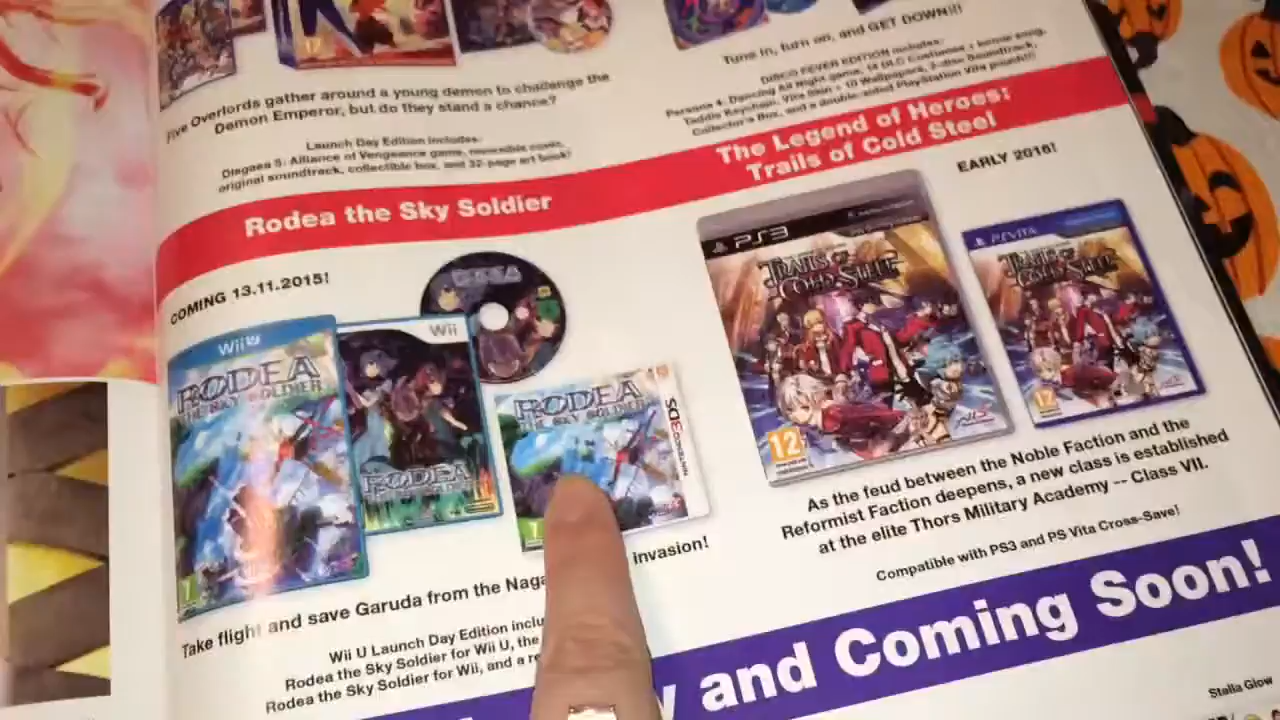 Five Overlords gather around a young demon to challenge the
Demon Emperor, but do they stand a chance?
Launch Day Edition includes:
Disgaea 5: Alliance of Vengeance game, moveable comic,
original soundtrack, collectible box, and 32-page art book!
Tune in, turn on, and GET DOWN!!!
DISCO FEVER EDITION includes:
Persona 4: Dancing All Night game, 14 DLC Costumes + bonus song,
Teddie Keychain, Vita Skin + 10 Wallpapers, 2-disc Soundtrack,
Collector's Box, and a double-sided PlayStation Vita pouch!!!
Rodea the Sky Soldier
COMING 13.11.2015!
Wii U
RODEA
THE SKY SOLDIER
Wii
RODEA
RODEA
RODEA
THE SKY SOLDIER
NINTENDO 3DS
Take flight and save Garuda from the Naga invasion!
Wii U Launch Day Edition inclu
Rodea the Sky Soldier for Wii U, the
Rodea the Sky Soldier for Wii, and a re
The Legend of Heroes:
Trails of Cold Steel
EARLY 2016!
PS3
TRAILS OF
COLD STEEL
12
PSVITA
TRAILS OF
COLD STEEL
12
As the feud between the Noble Faction and the
Reformist Faction deepens, a new class is established
at the elite Thors Military Academy -- Class VII.
Compatible with PS3 and PS Vita Cross-Save!
y and Coming Soon!
Stella Glow